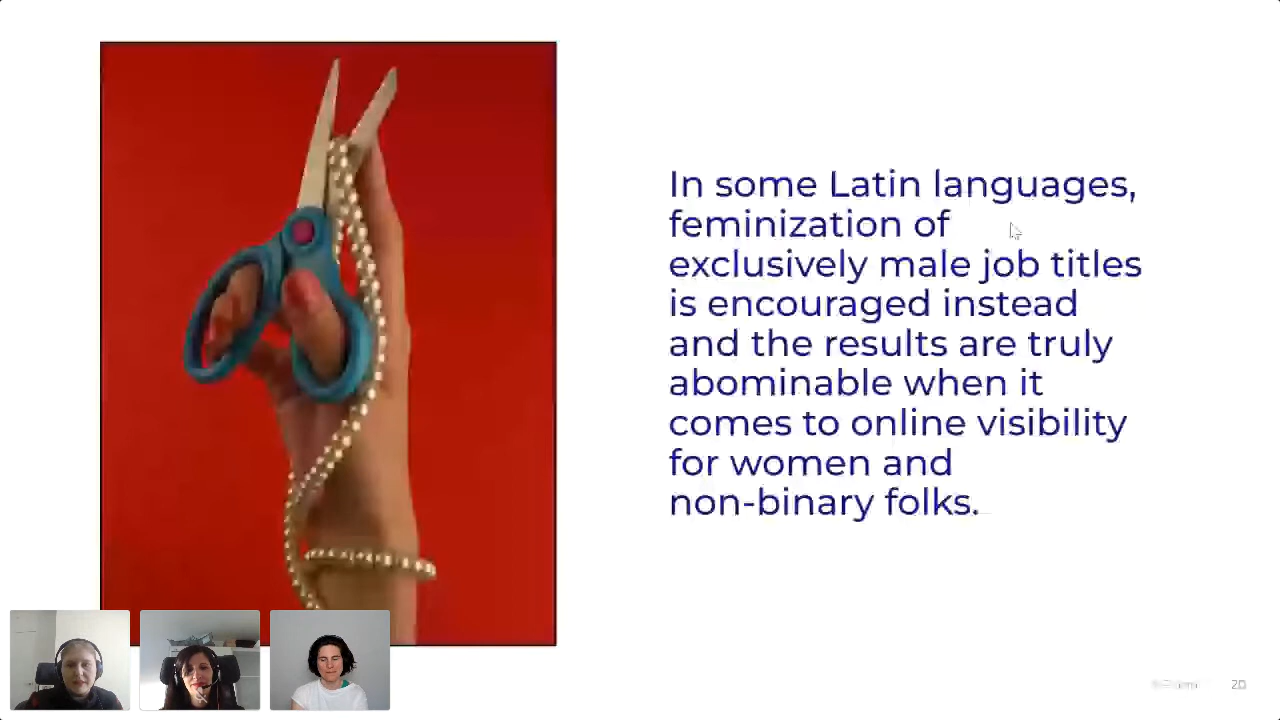 In some Latin languages,
feminization of
exclusively male job titles
is encouraged instead
and the results are truly
abominable when it
comes to online visibility
for women and
non-binary folks.
20